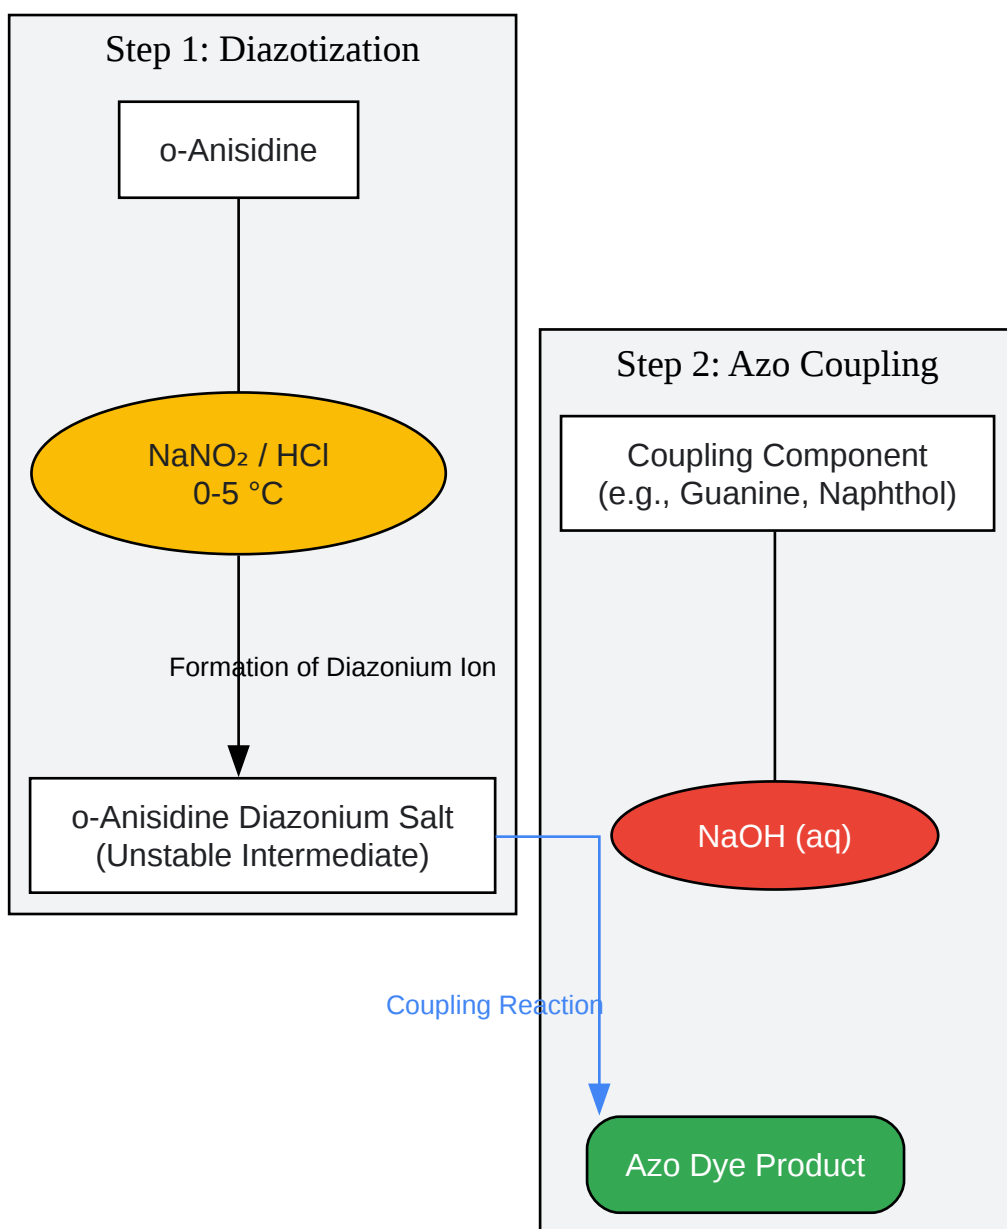 Step 1: Diazotization
o-Anisidine
NaNO₂ / HCl
0-5 °C
Formation of Diazonium Ion
o-Anisidine Diazonium Salt
(Unstable Intermediate)
Step 2: Azo Coupling
Coupling Component
(e.g., Guanine, Naphthol)
NaOH (aq)
Coupling Reaction
Azo Dye Product